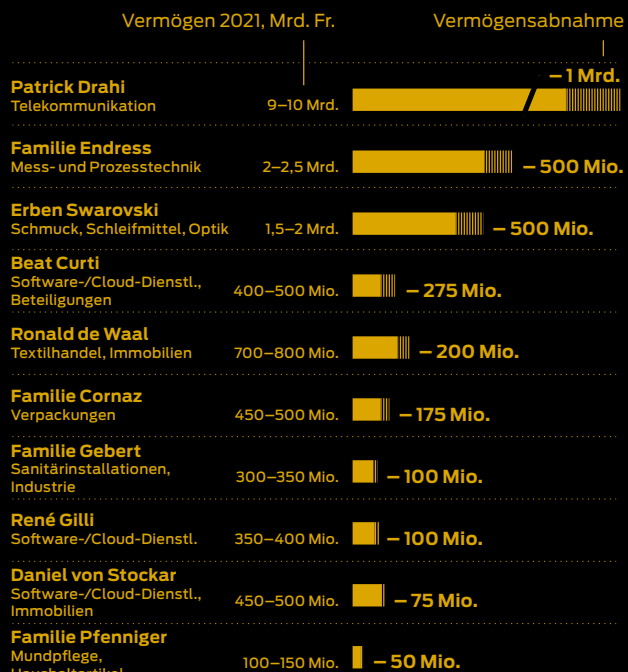 Vermögen 2021, Mrd. Fr. Vermögensabnahme
– 1 Mrd.
Patrick Drahi
Telekommunikation 9–10 Mrd.
Familie Endress
Mess- und Prozesstechnik 2–2,5 Mrd. – 500 Mio.
Erben Swarovski
Schmuck, Schleifmittel, Optik 1,5–2 Mrd. – 500 Mio.
Beat Curti
Software-/Cloud-Dienstl.,
Beteiligungen 400–500 Mio. – 275 Mio.
Ronald de Waal
Textilhandel, Immobilien 700–800 Mio. – 200 Mio.
Familie Cornaz
Verpackungen 450–500 Mio. – 175 Mio.
Familie Gebert
Sanitärinstallationen,
Industrie 300–350 Mio. – 100 Mio.
René Gilli
Software-/Cloud-Dienstl. 350–400 Mio. – 100 Mio.
Daniel von Stockar
Software-/Cloud-Dienstl.,
Immobilien 450–500 Mio. – 75 Mio.
Familie Pfenniger
Mundpflege,
100–150 Mio. – 50 Mio.